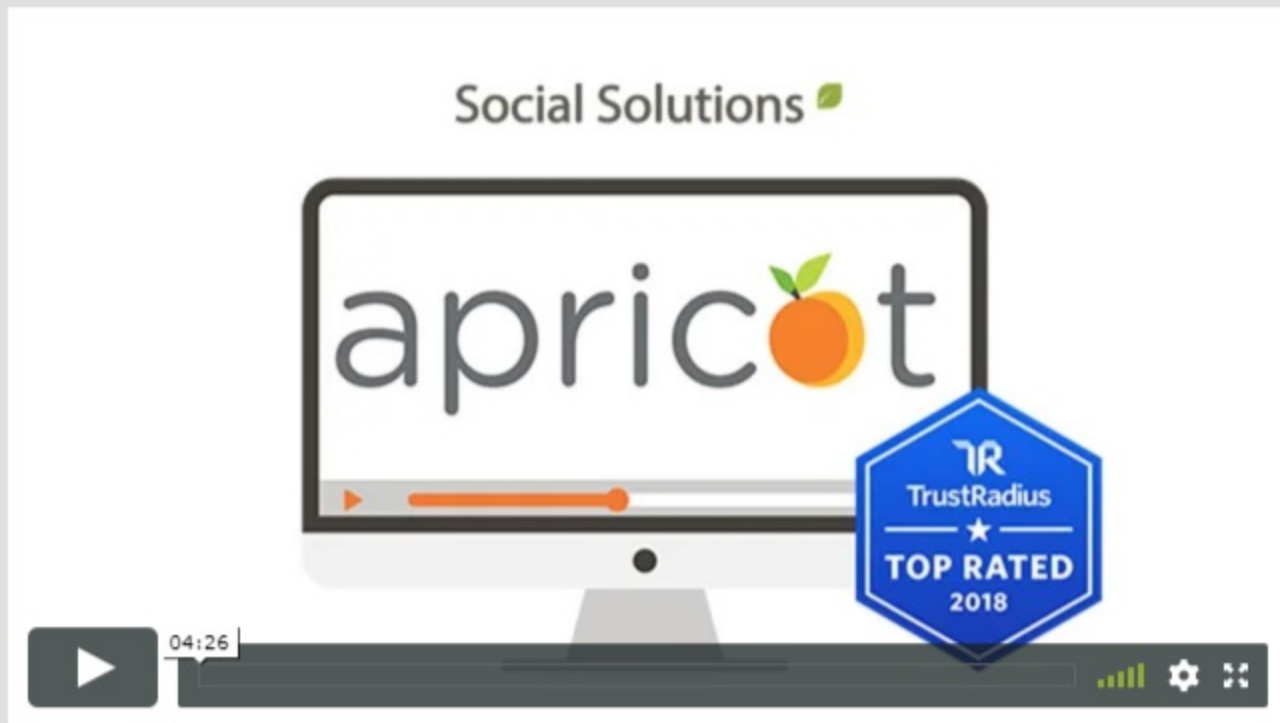 Social Solutions
apricot
TR
TrustRadius
TOP RATED
2018
04:26